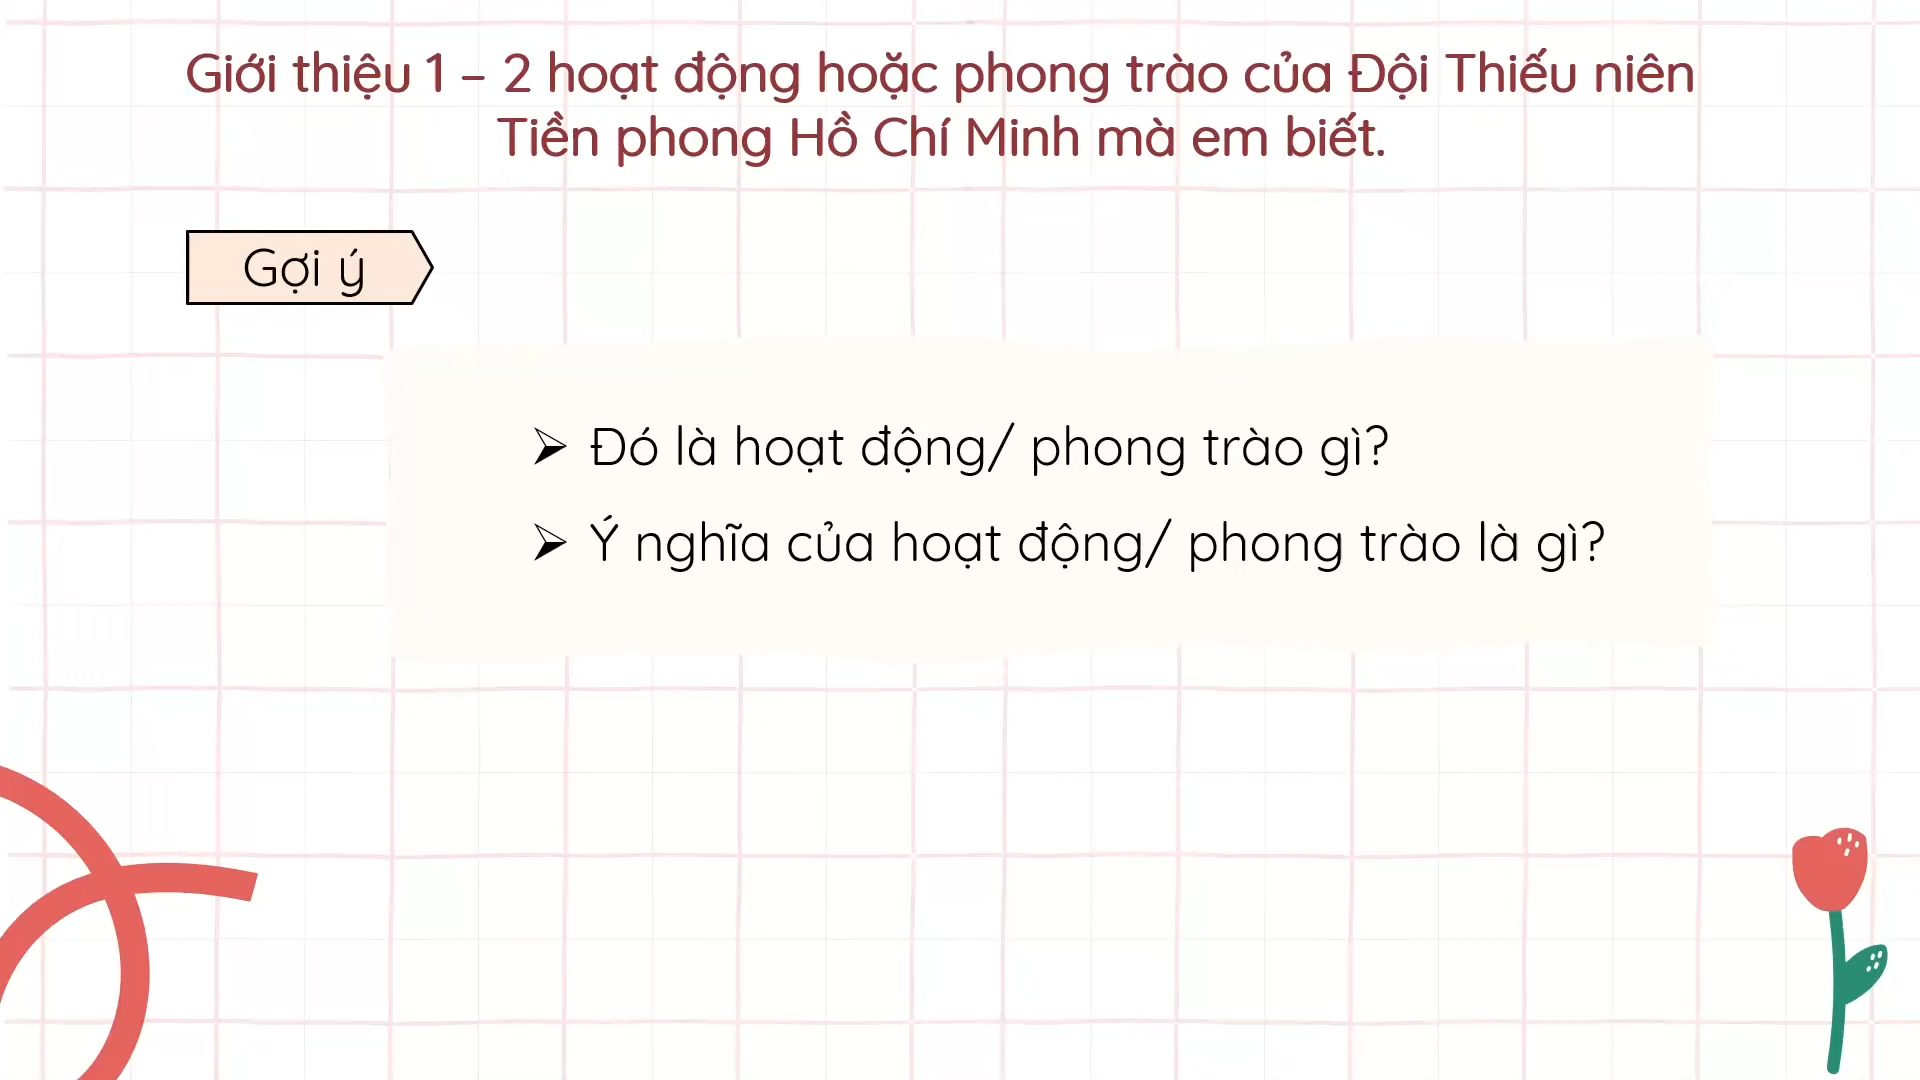 Giới thiệu 1 – 2 hoạt động hoặc phong trào của Đội Thiếu niên
Tiền phong Hồ Chí Minh mà em biết.
Gợi ý
➢ Đó là hoạt động/ phong trào gì?
➢ Ý nghĩa của hoạt động/ phong trào là gì?